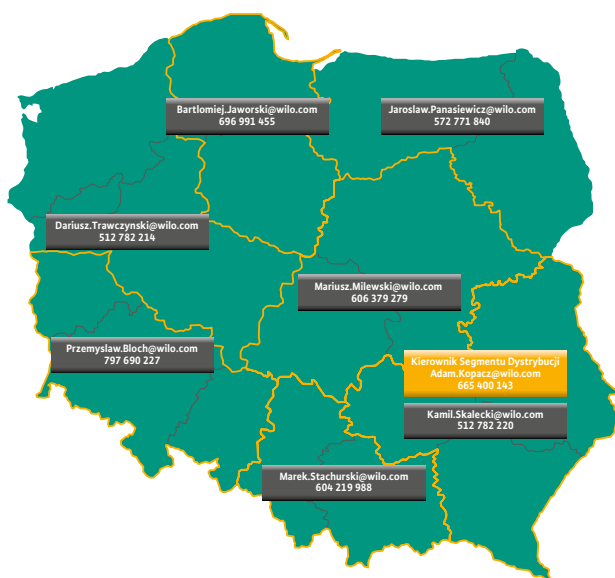 Bartlomiej.Jaworski@wilo.com
696 991 455
Jaroslaw.Panasiewicz@wilo.com
572 771 840
Dariusz.Trawczynski@wilo.com
512 782 214
Mariusz.Milewski@wilo.com
606 379 279
Przemyslaw.Bloch@wilo.com
797 690 227
Kierownik Segmentu Dystrybucji
Adam.Kopacz@wilo.com
665 400 143
Kamil.Skalecki@wilo.com
512 782 220
Marek.Stachurski@wilo.com
604 219 988